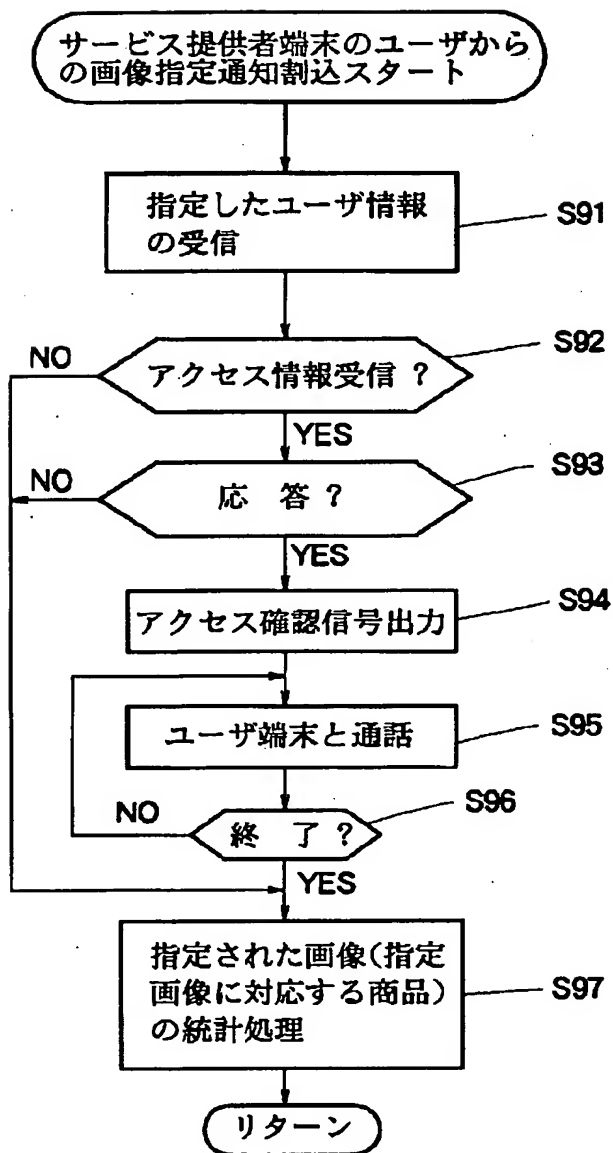 サービス提供者端末のユーザから
の画像指定通知割込スタート
指定したユーザ情報
の受信
S91
アクセス情報受信 ?
S92
NO
YES
応 答 ?
S93
NO
YES
アクセス確認信号出力
S94
ユーザ端末と通話
S95
終 了 ?
S96
NO
YES
指定された画像(指定
画像に対応する商品)
の統計処理
S97
リターン